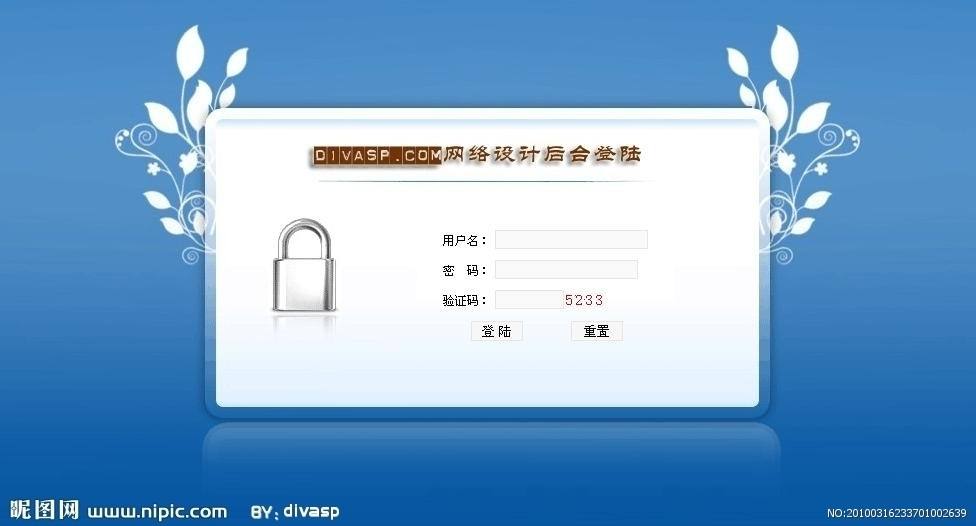 DIVASP.COM网络设计后台登陆
用户名：
密 码：
验证码： 5233
登陆 重置
昵图网 www.nipic.com BY: divasp NO:20100316233701002639